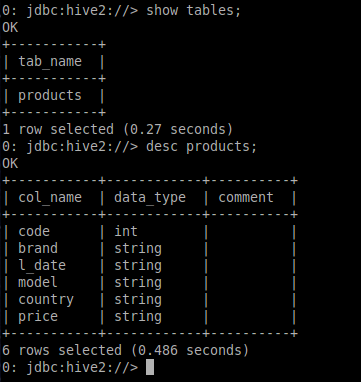 0: jdbc:hive2://> show tables;
OK
+-----------+
| tab_name |
+-----------+
| products |
+-----------+
1 row selected (0.27 seconds)
0: jdbc:hive2://> desc products;
OK
+-----------+------------+----------+
| col_name | data_type | comment |
+-----------+------------+----------+
| code | int | |
| brand | string | |
| l_date | string | |
| model | string | |
| country | string | |
| price | string | |
+-----------+------------+----------+
6 rows selected (0.486 seconds)
0: jdbc:hive2://>